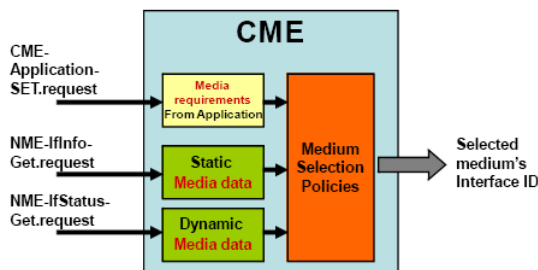 CME
CME-
Application-
SET.request
Media
requirements
From Application
NME-IfInfo-
Get.request
Static
Media data
NME-IfStatus-
Get.request
Dynamic
Media data
Medium
Selection
Policies
Selected
medium's
Interface ID